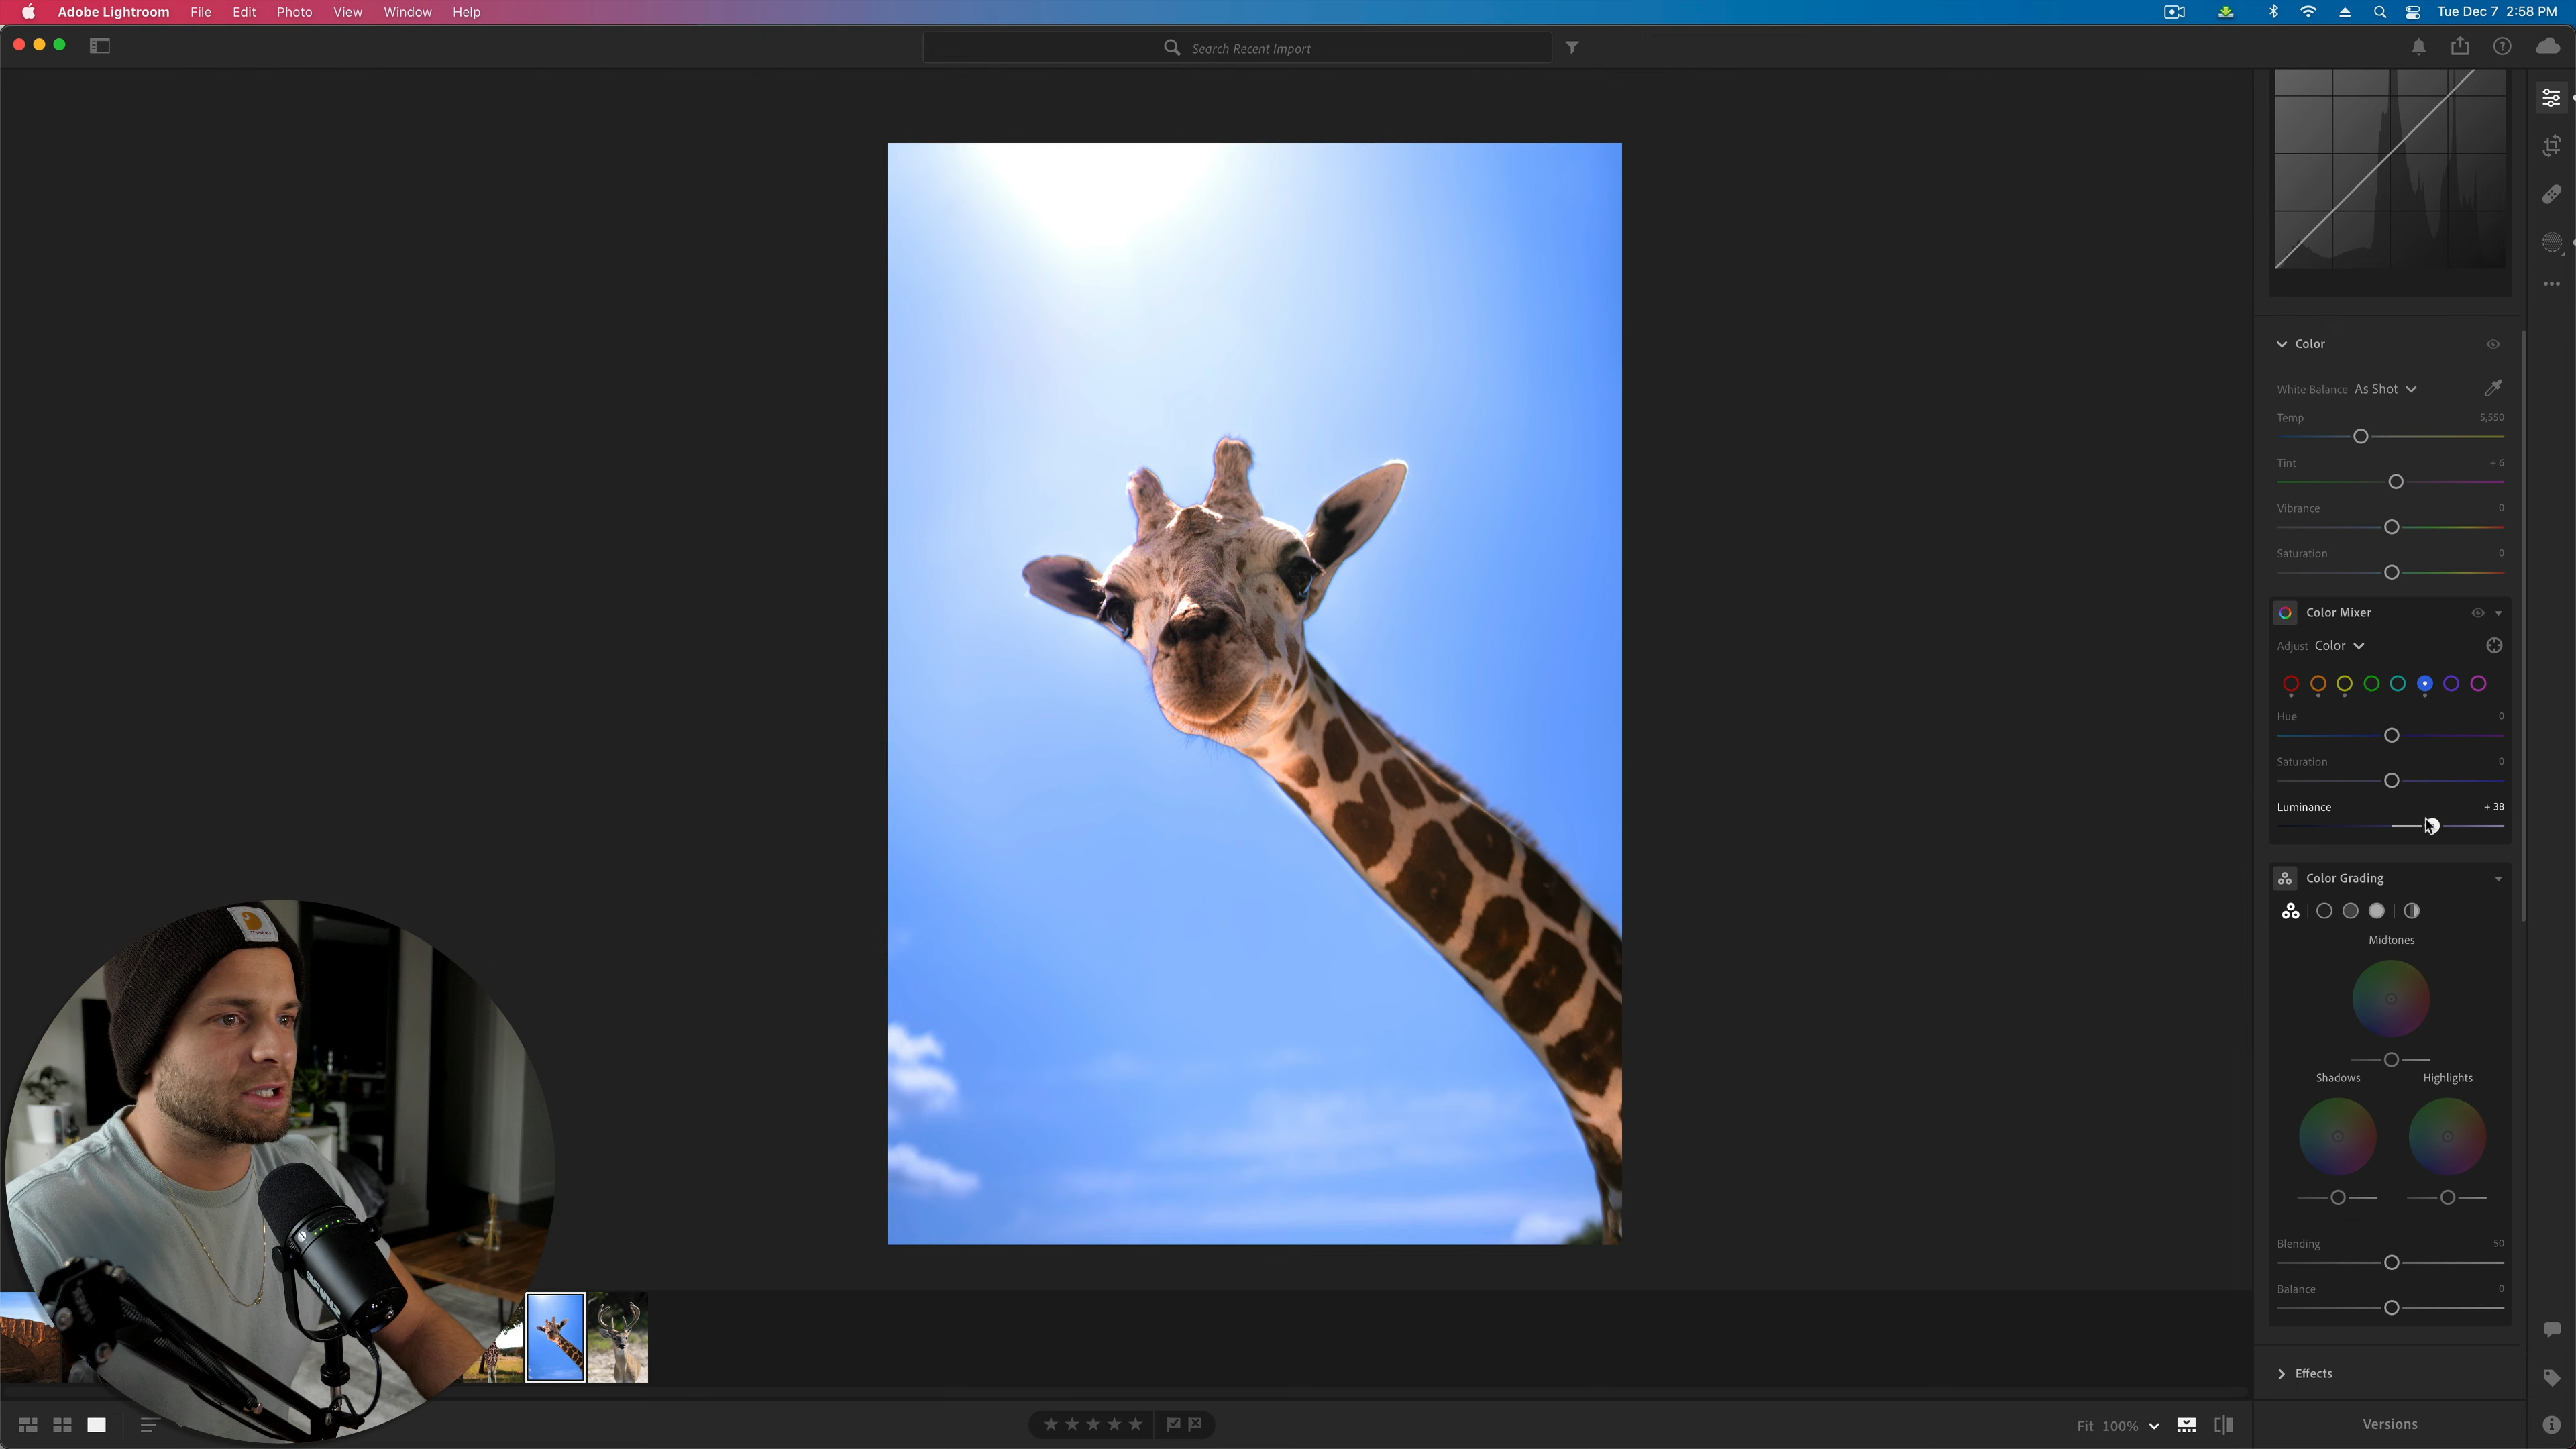 Adobe Lightroom File Edit Photo View Window Help Tue Dec 7 2:58 PM
Search Recent Import
Color
White Balance As Shot
Temp 5,550
Tint + 6
Vibrance 0
Saturation 0
Color Mixer
Adjust Color
Hue 0
Saturation 0
Luminance + 38
Color Grading
Midtones
Shadows Highlights
Blending 50
Balance 0
Effects
Fit 100% Versions